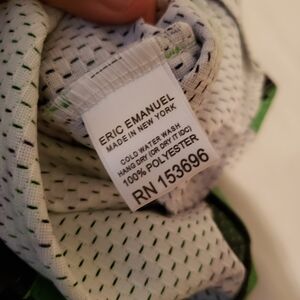 ERIC EMANUEL
MADE IN NEW YORK
COLD WATER WASH
HANG DRY (OR DRY IT IDC)
100% POLYESTER
RN 153696